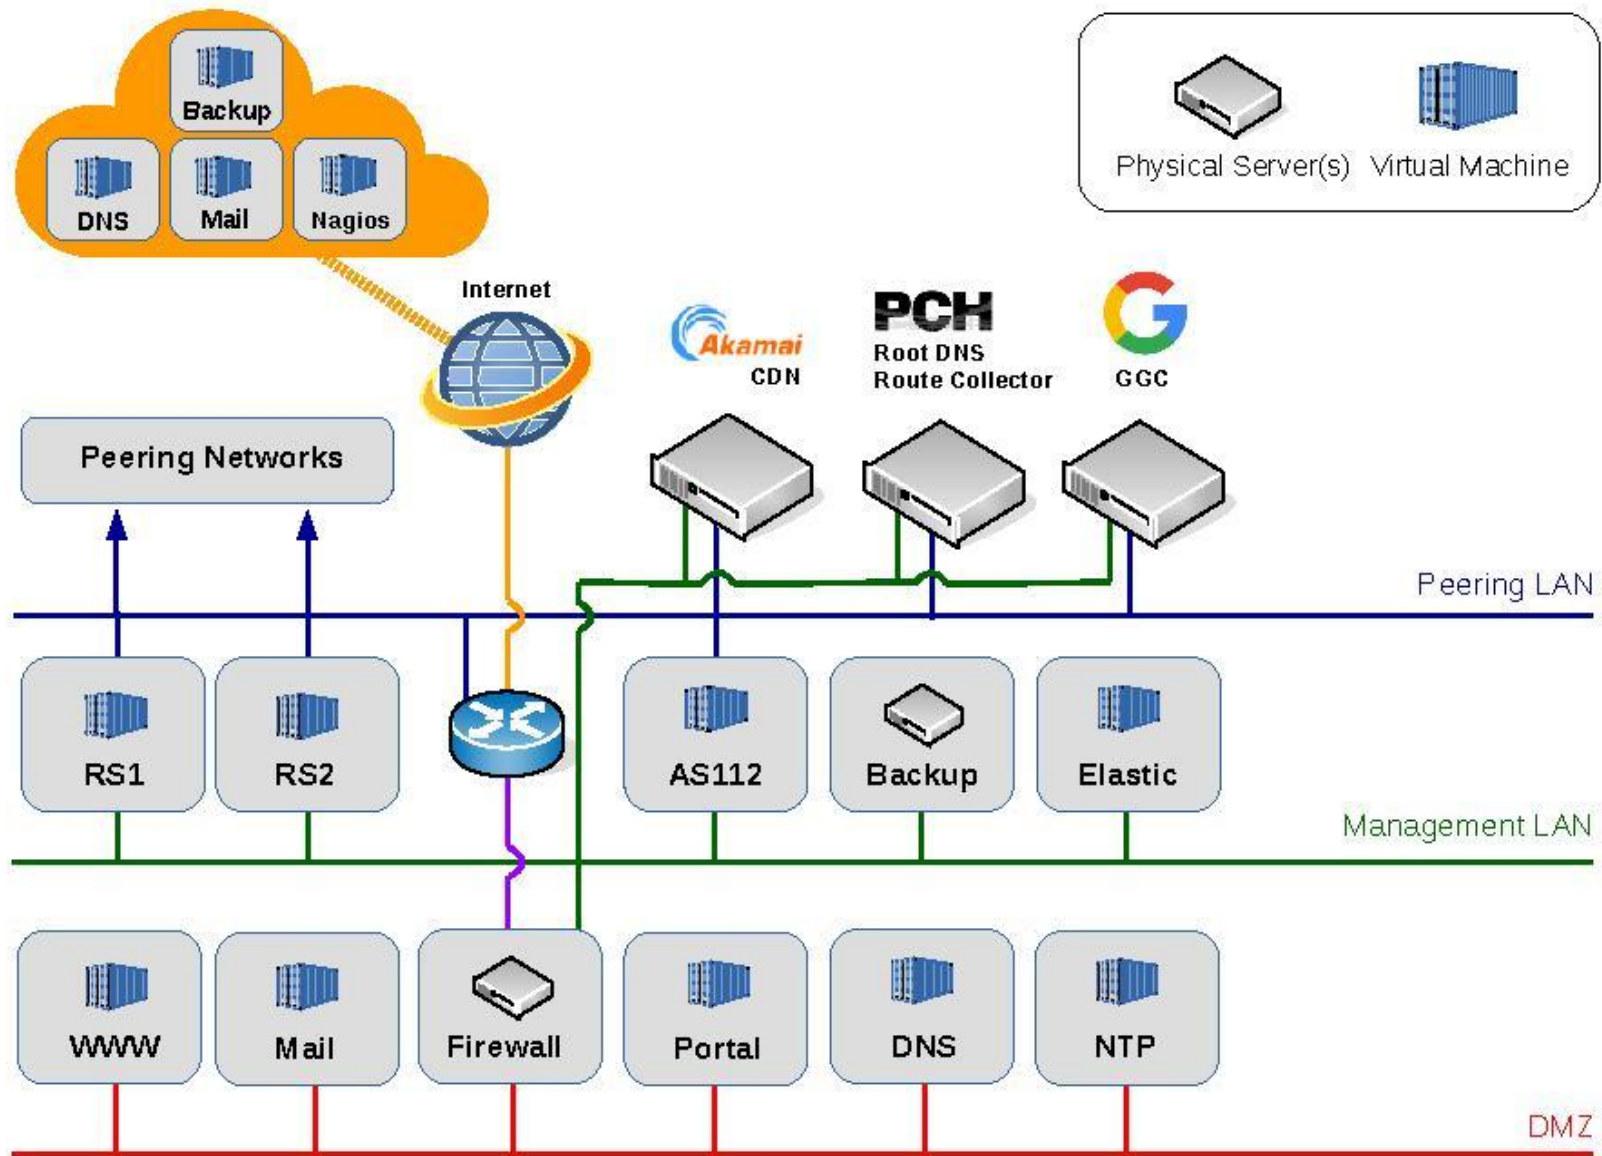 Backup
DNS
Mail
Nagios
Physical Server(s)
Virtual Machine
Internet
Akamai
CDN
PCH
Root DNS
Route Collector
G
GGC
Peering Networks
Peering LAN
RS1
RS2
AS112
Backup
Elastic
Management LAN
WWW
Mail
Firewall
Portal
DNS
NTP
DMZ